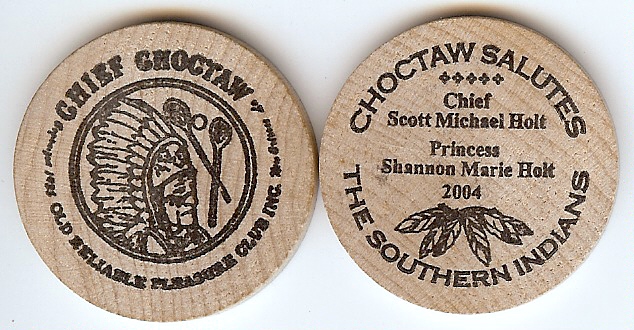 CHIEF CHOCTAW
of
OLD RELIABLE PLEASURE CLUB INC.
CHOCTAW SALUTES
Chief
Scott Michael Holt
Princess
Shannon Marie Holt
2004
THE SOUTHERN INDIANS